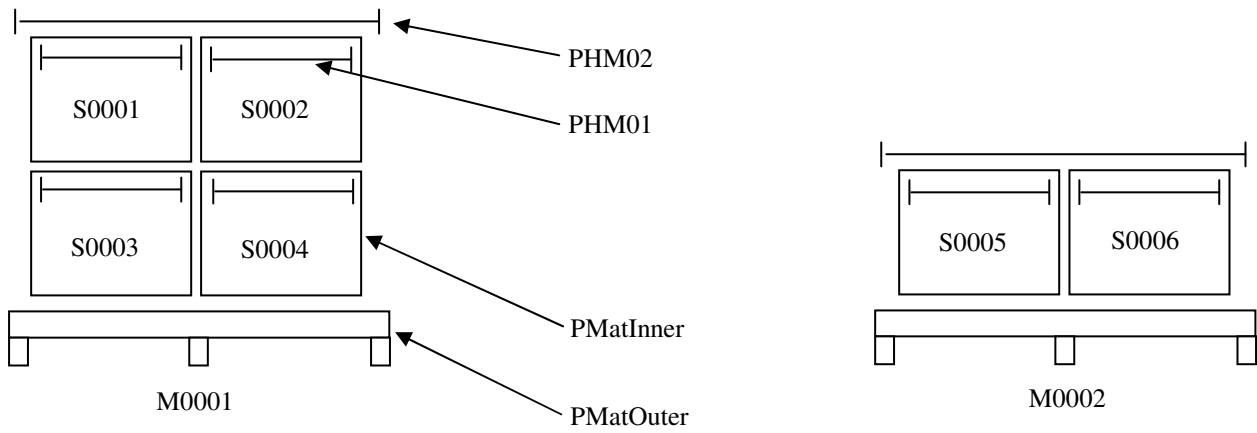 PHM02
S0001 S0002
PHM01
S0003 S0004
S0005 S0006
PMatInner
M0001
PMatOuter
M0002